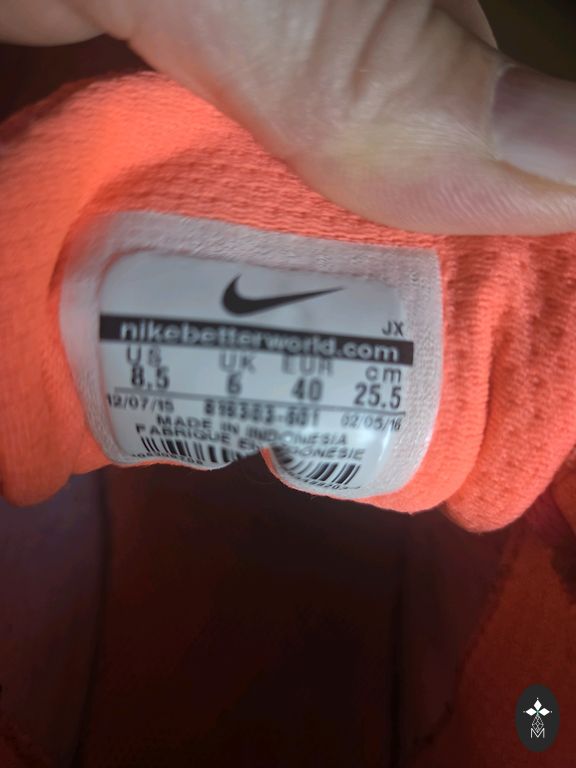 JX
nikebetterworld.com
US UK EUR cm
8.5 6 40 25.5
12/07/15 02/05/16
MADE IN INDONESIA
FABRIQUE EN INDONÉSIE
M